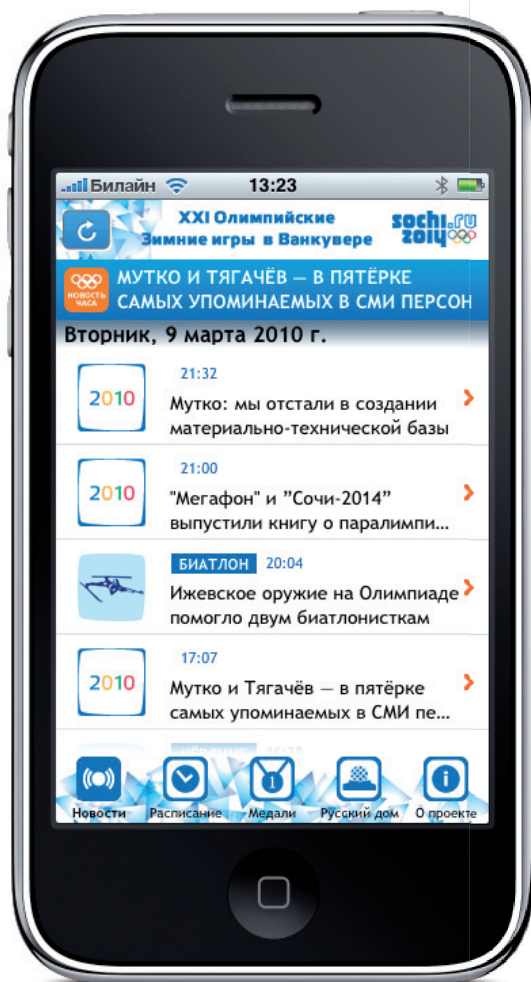 Билайн 13:23
XXI Олимпийские
Зимние игры в Ванкувере
sochi.ru
2014
НОВОСТЬ
ЧАСА
МУТКО И ТЯГАЧЁВ — В ПЯТЁРКЕ
САМЫХ УПОМИНАЕМЫХ В СМИ ПЕРСОН
Вторник, 9 марта 2010 г.
21:32
2010
Мутко: мы отстали в создании
материально-технической базы
21:00
2010
"Мегафон" и ”Сочи-2014”
выпустили книгу о паралимпи...
БИАТЛОН 20:04
Ижевское оружие на Олимпиаде
помогло двум биатлонисткам
17:07
2010
Мутко и Тягачёв — в пятёрке
самых упоминаемых в СМИ пе...
1
Новости Расписание Медали Русский дом О проекте